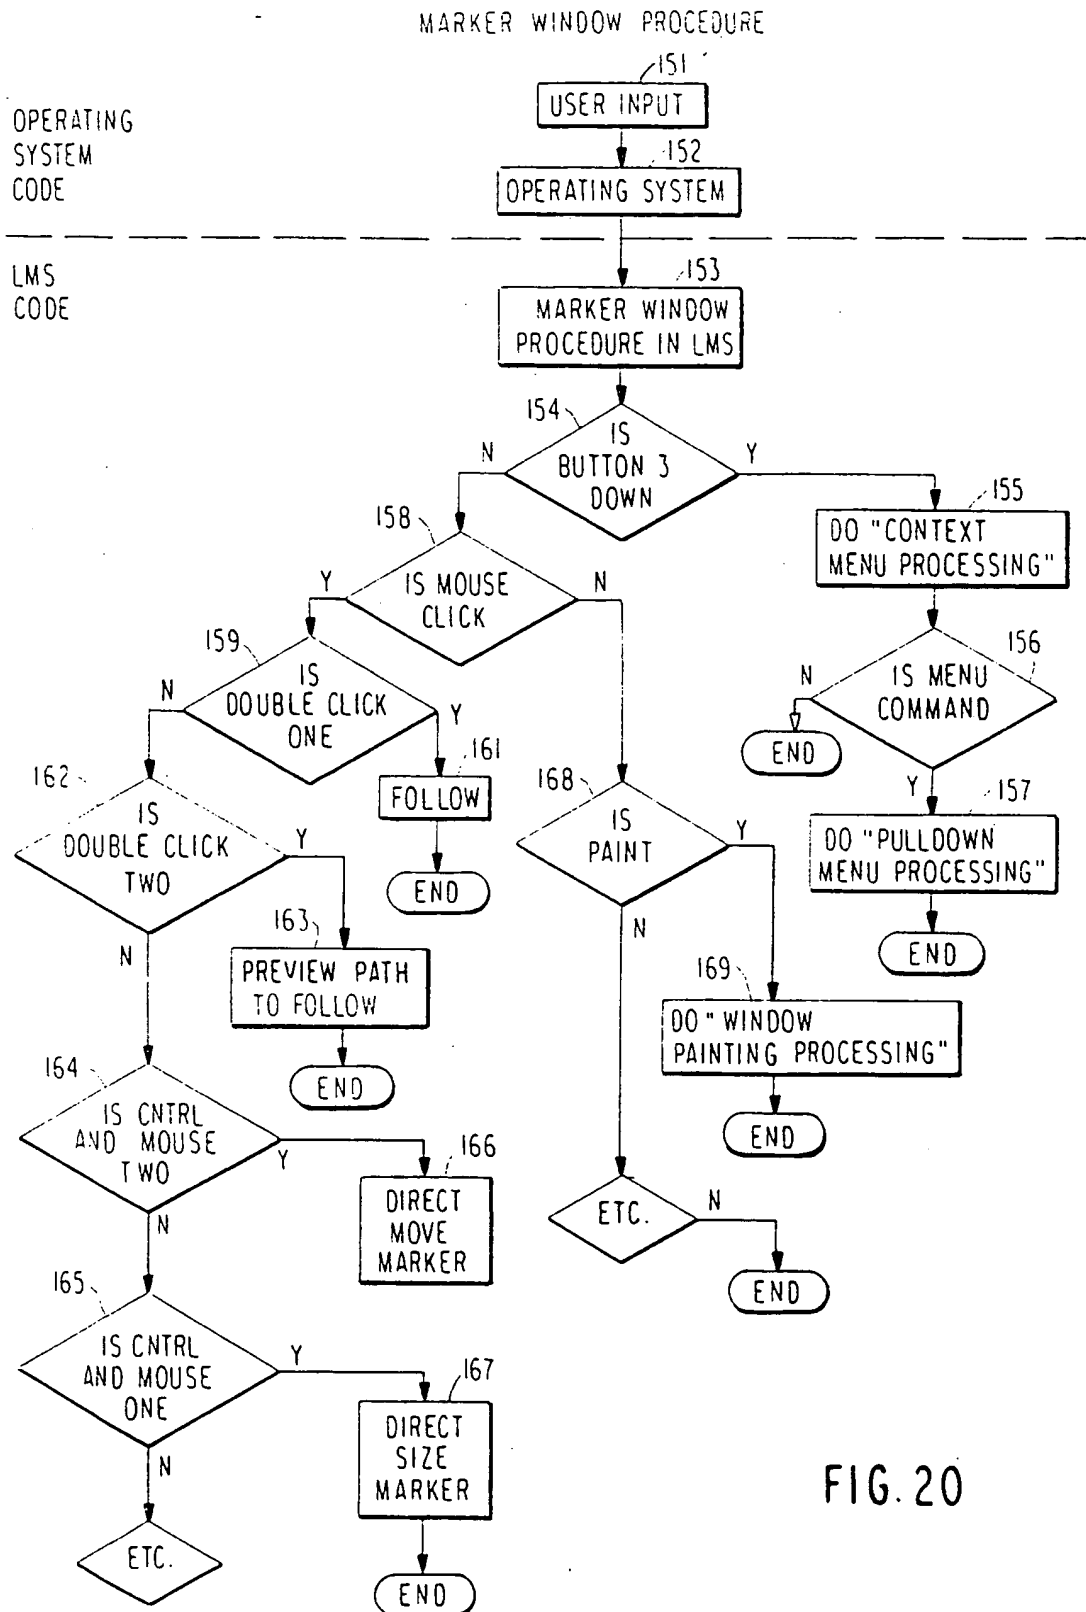 MARKER WINDOW PROCEDURE
151
USER INPUT
OPERATING
SYSTEM
CODE
152
OPERATING SYSTEM
LMS
CODE
153
MARKER WINDOW
PROCEDURE IN LMS
154
IS
BUTTON 3
DOWN
N
Y
155
DO "CONTEXT
MENU PROCESSING"
158
IS MOUSE
CLICK
Y
N
156
IS MENU
COMMAND
N
END
Y
157
DO "PULLDOWN
MENU PROCESSING"
END
159
IS
DOUBLE CLICK
ONE
N
Y
161
FOLLOW
END
162
IS
DOUBLE CLICK
TWO
Y
N
163
PREVIEW PATH
TO FOLLOW
END
168
IS
PAINT
Y
N
169
DO "WINDOW
PAINTING PROCESSING"
END
164
IS CNTRL
AND MOUSE
TWO
Y
N
166
DIRECT
MOVE
MARKER
ETC.
N
END
165
IS CNTRL
AND MOUSE
ONE
Y
N
167
DIRECT
SIZE
MARKER
END
ETC.
FIG. 20